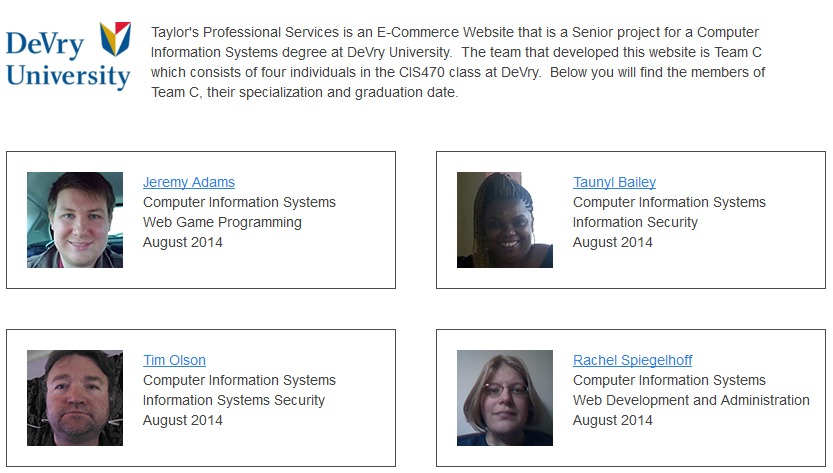 DeVry
University
Taylor's Professional Services is an E-Commerce Website that is a Senior project for a Computer
Information Systems degree at DeVry University.  The team that developed this website is Team C
which consists of four individuals in the CIS470 class at DeVry.  Below you will find the members of
Team C, their specialization and graduation date.
Jeremy Adams
Computer Information Systems
Web Game Programming
August 2014
Taunyl Bailey
Computer Information Systems
Information Security
August 2014
Tim Olson
Computer Information Systems
Information Systems Security
August 2014
Rachel Spiegelhoff
Computer Information Systems
Web Development and Administration
August 2014